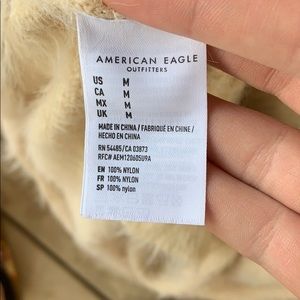 AMERICAN EAGLE
OUTFITTERS
US M
CA M
MX M
UK M
MADE IN CHINA / FABRIQUÉ EN CHINE /
HECHO EN CHINA
RN 54485/CA 03873
RFC# AEM120605U9A
EN 100% NYLON
FR 100% NYLON
SP 100% nylon